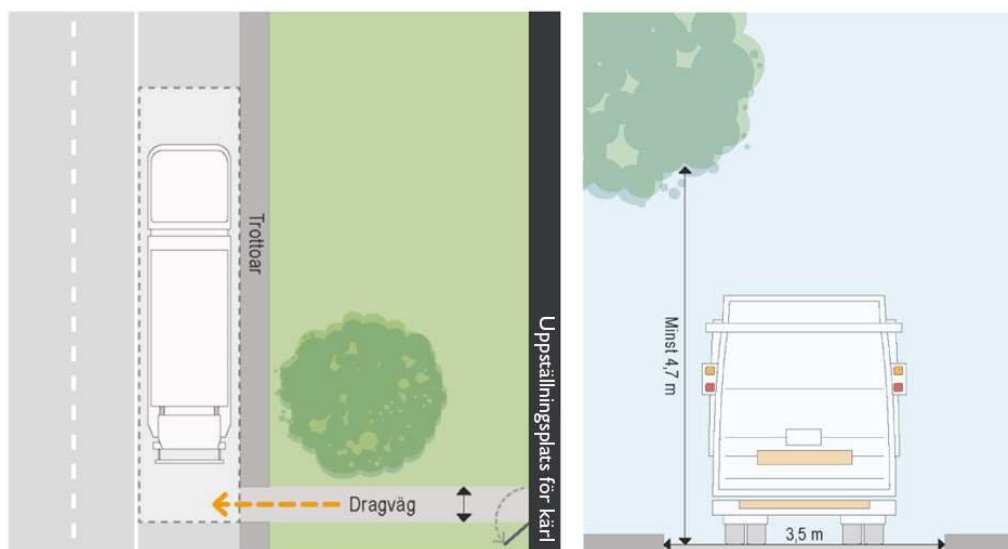 Trottoar
Dragväg
Uppställningsplats för kärl
Minst 4,7 m
3,5 m